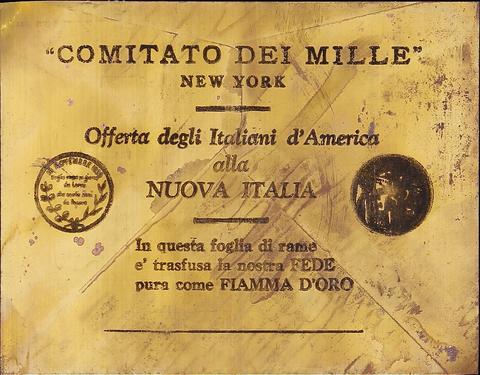 "COMITATO DEI MILLE"
NEW YORK
Offerta degli Italiani d'America
alla
NUOVA ITALIA
In questa foglia di rame
e' trasfusa la nostra FEDE
pura come FIAMMA D'ORO